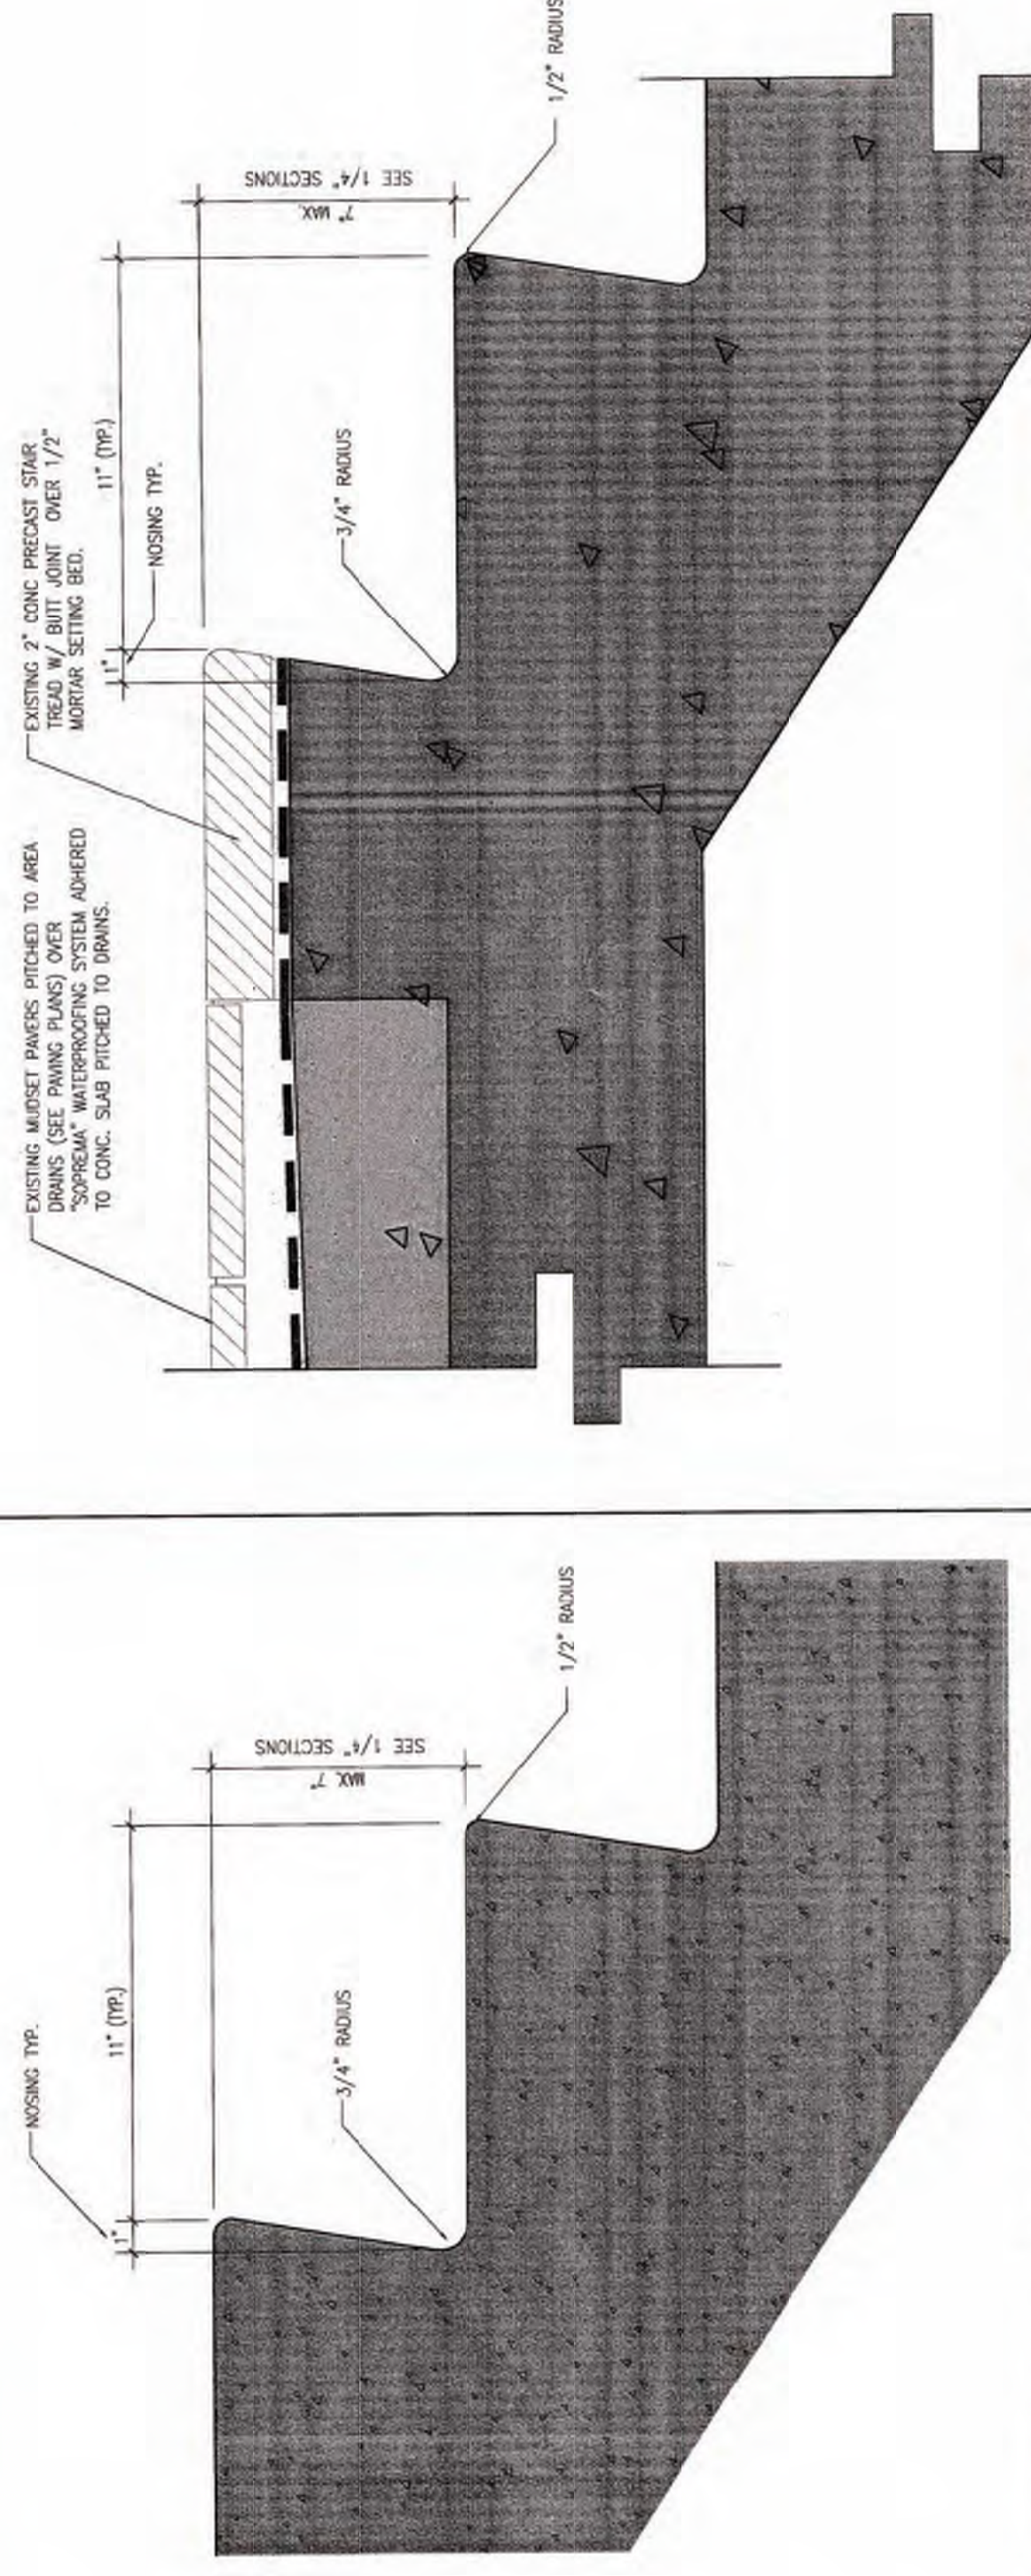 EXISTING MUDSET PAVERS PITCHED TO AREA
DRAINS (SEE PAVING PLANS) OVER
"SOPREMA" WATERPROOFING SYSTEM ADHERED
TO CONC. SLAB PITCHED TO DRAINS.
EXISTING 2" CONC PRECAST STAIR
TREAD W/ BUTT JOINT OVER 1/2"
MORTAR SETTING BED.
1"
11" (TYP.)
NOSING TYP.
SEE 1/4" SECTIONS
7" MAX.
3/4" RADIUS
1/2" RADIUS
NOSING TYP.
1"
11" (TYP.)
SEE 1/4" SECTIONS
MAX. 7"
3/4" RADIUS
1/2" RADIUS